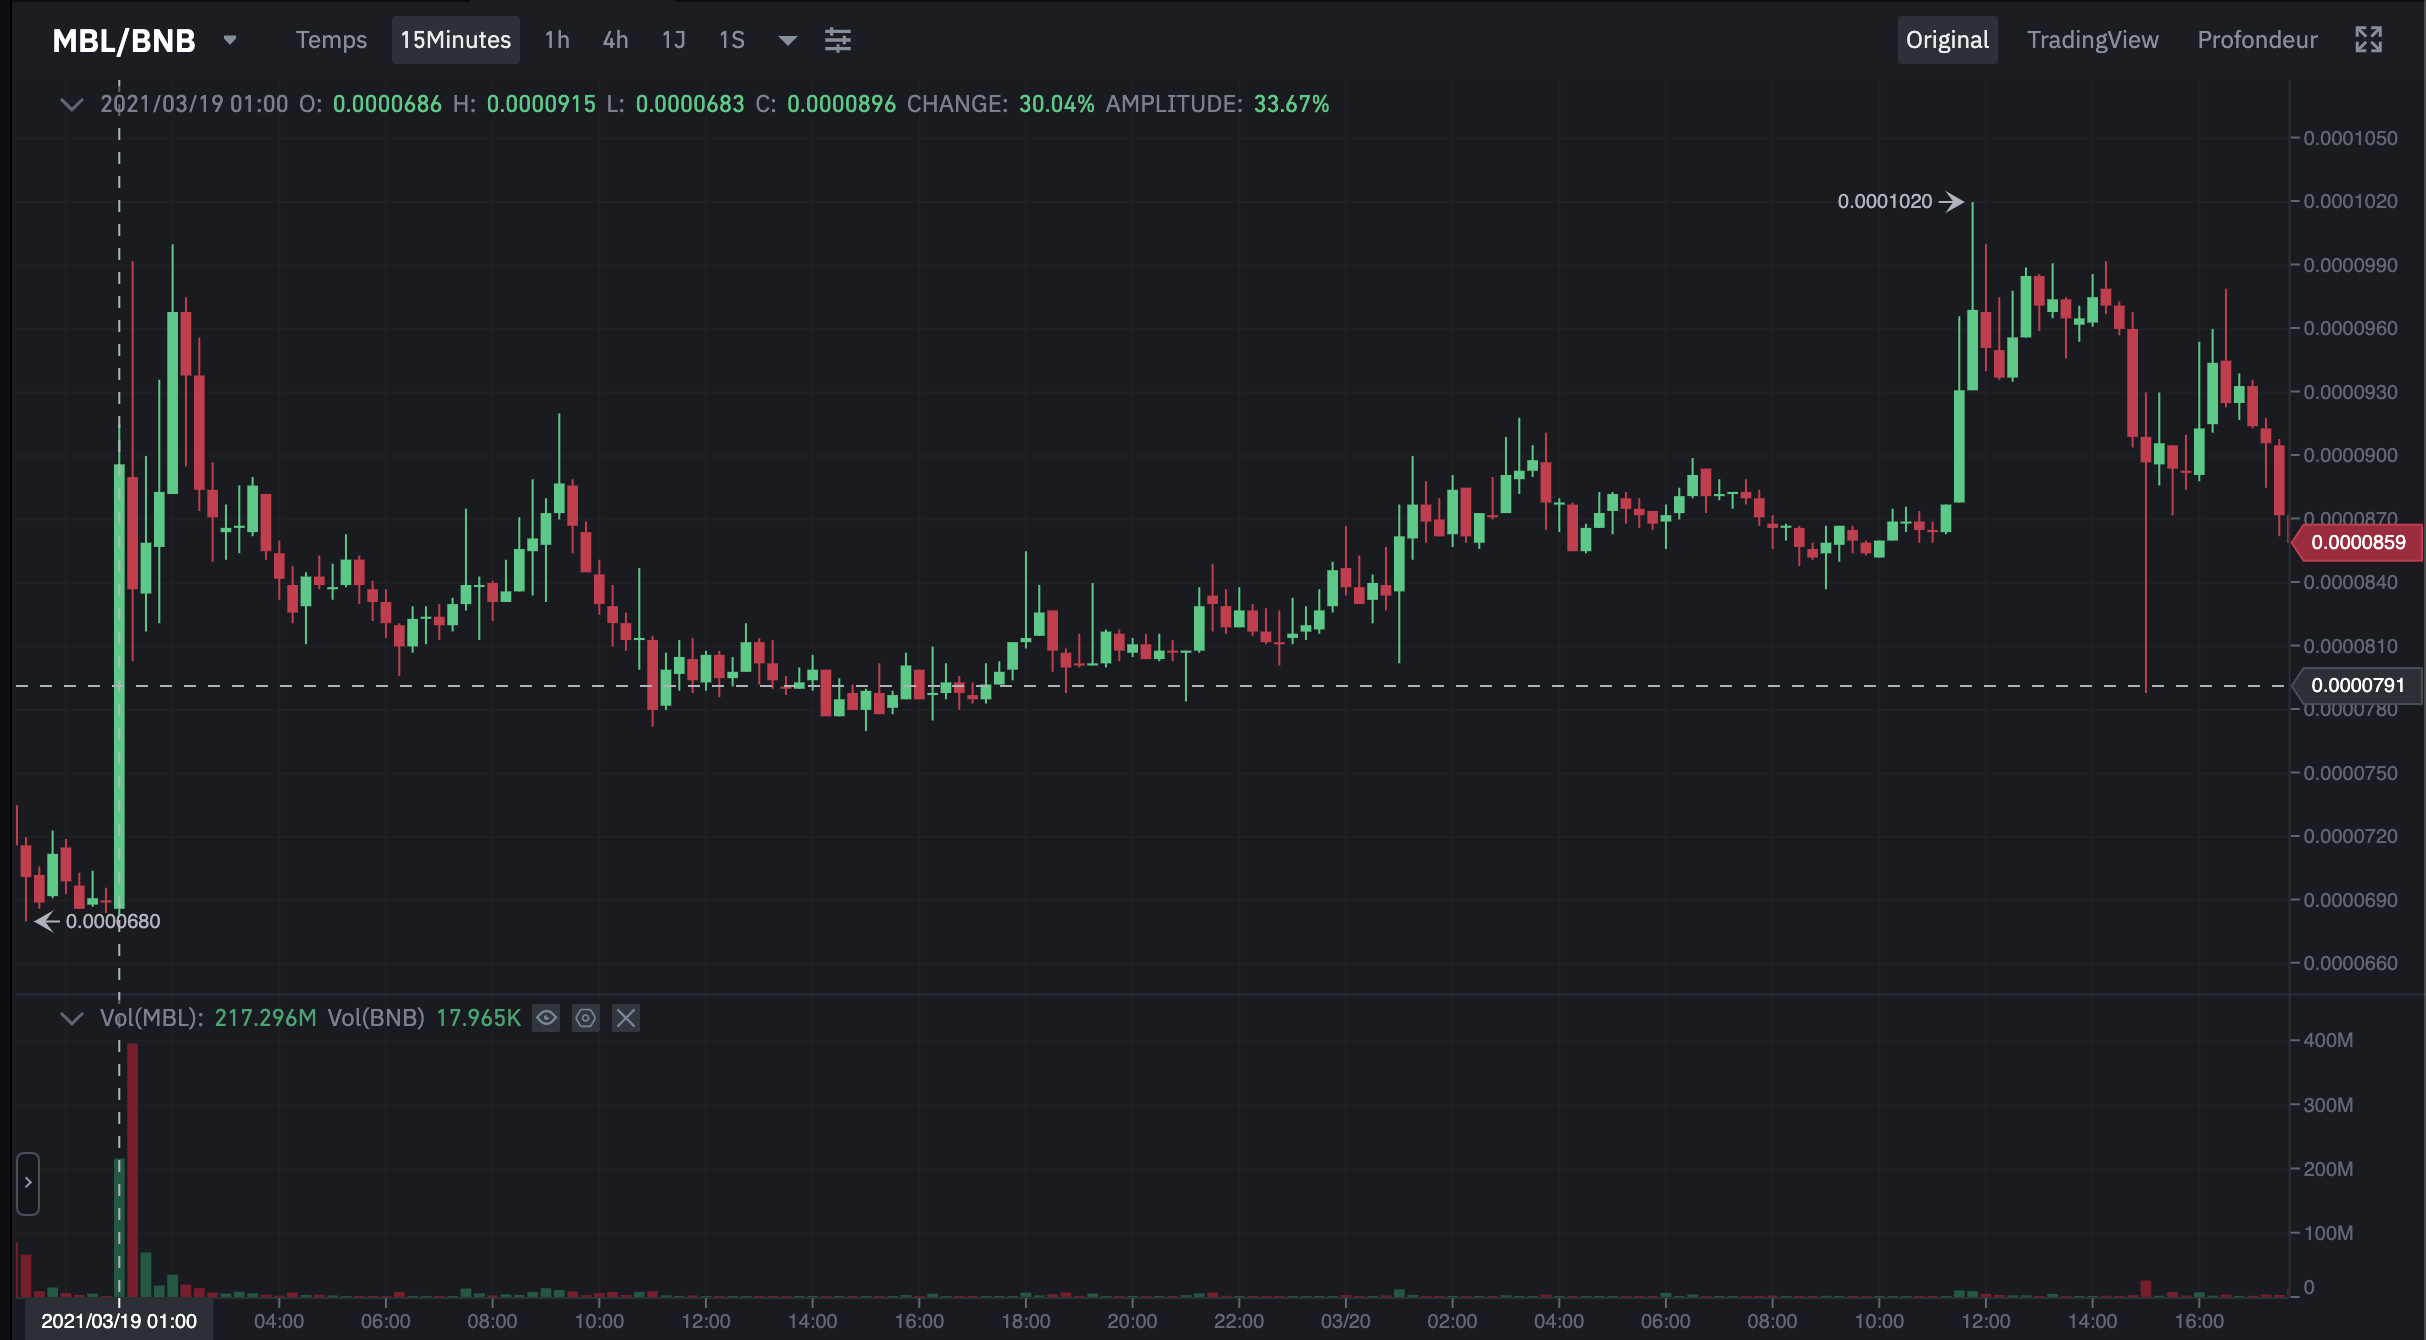 MBL/BNB Temps 15Minutes 1h 4h 1J 1S Original TradingView Profondeur
2021/03/19 01:00 O: 0.0000686 H: 0.0000915 L: 0.0000683 C: 0.0000896 CHANGE: 30.04% AMPLITUDE: 33.67%
0.0001050
0.0001020
0.0001020
0.0000990
0.0000960
0.0000930
0.0000900
0.0000870
0.0000859
0.0000840
0.0000810
0.0000791
0.0000780
0.0000750
0.0000720
0.0000690
0.0000680
0.0000660
Vol(MBL): 217.296M Vol(BNB) 17.965K
400M
300M
200M
100M
0
2021/03/19 01:00 04:00 06:00 08:00 10:00 12:00 14:00 16:00 18:00 20:00 22:00 03/20 02:00 04:00 06:00 08:00 10:00 12:00 14:00 16:00